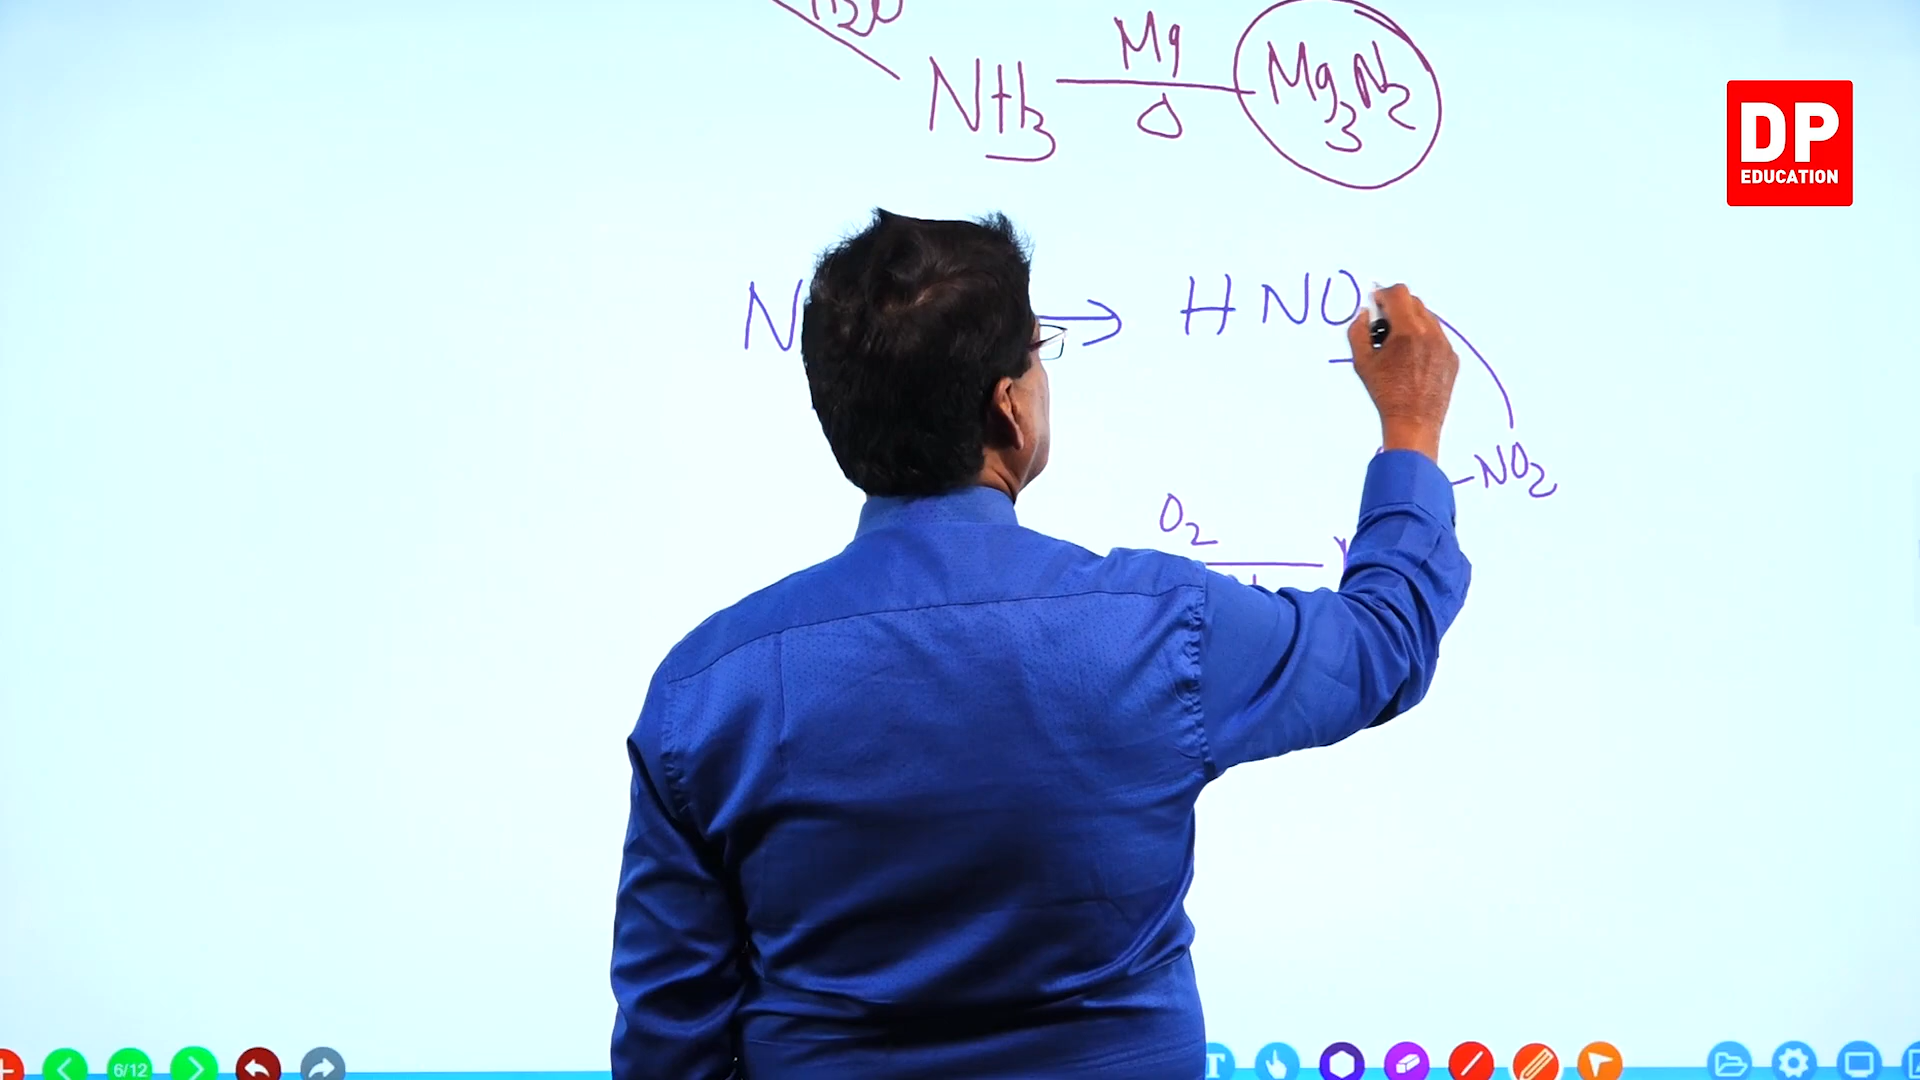 Mg
NH3 Mg3N2
Δ
DP
EDUCATION
N → HNO
NO2
O2
6/12
T